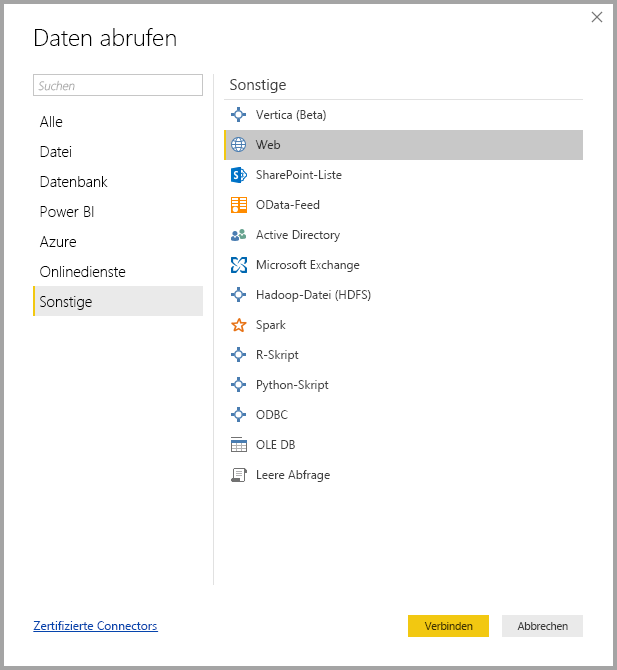 Daten abrufen
Suchen
Alle
Datei
Datenbank
Power BI
Azure
Onlinedienste
Sonstige
Sonstige
Vertica (Beta)
Web
SharePoint-Liste
OData-Feed
Active Directory
Microsoft Exchange
Hadoop-Datei (HDFS)
Spark
R-Skript
Python-Skript
ODBC
OLE DB
Leere Abfrage
Zertifizierte Connectors
Verbinden
Abbrechen